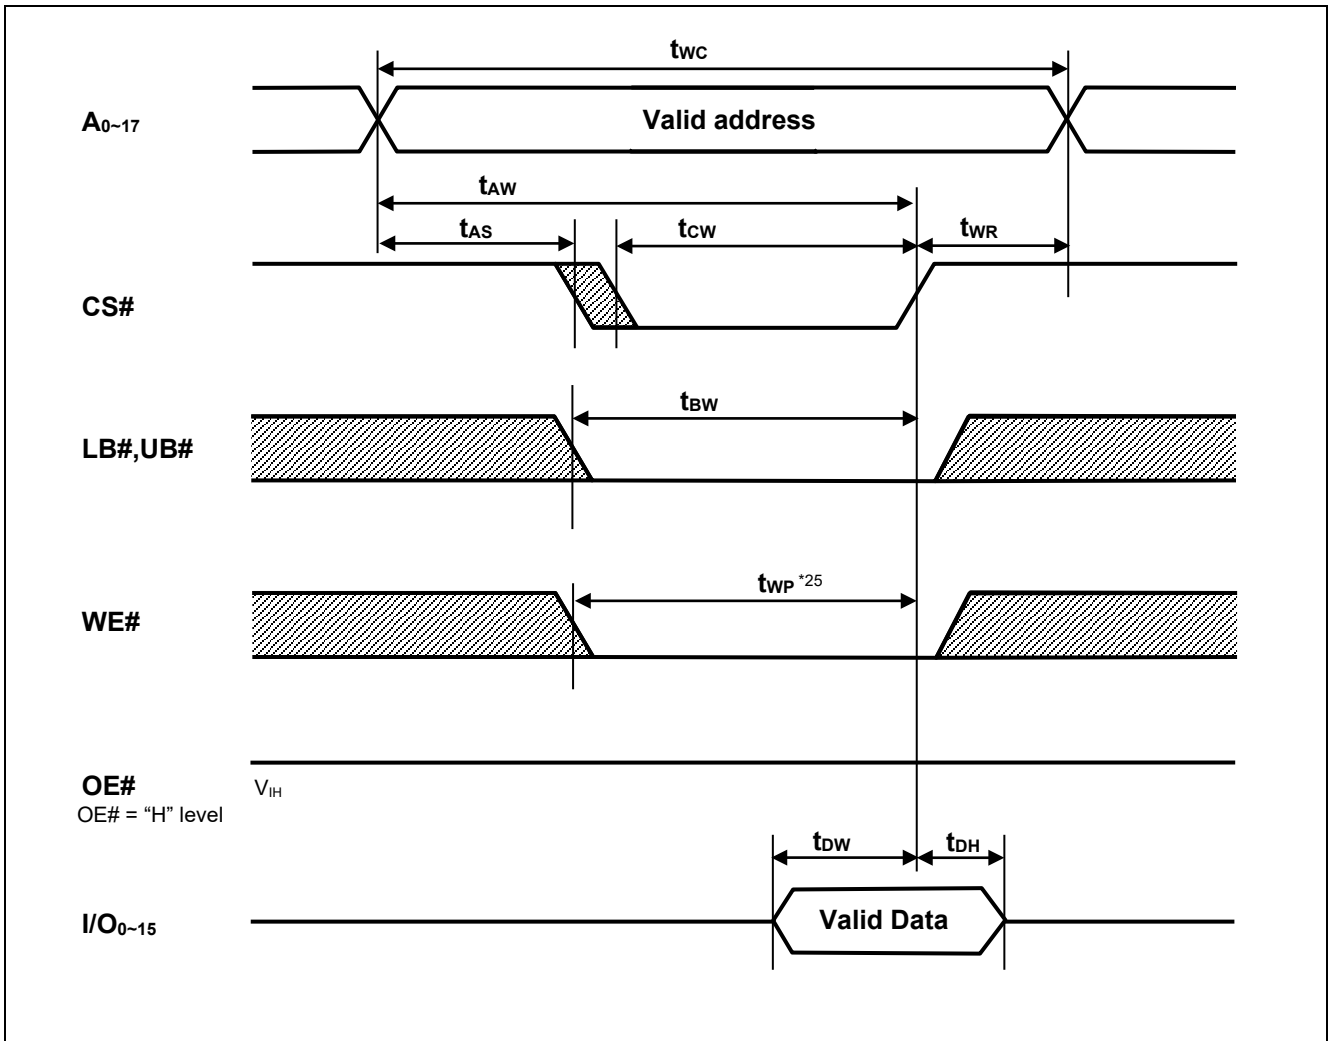 tWC
A0~17
Valid address
tAW
tAS
tCW
tWR
CS#
tBW
LB#,UB#
tWP *25
WE#
OE#
VIH
OE# = “H” level
tDW
tDH
I/O0~15
Valid Data